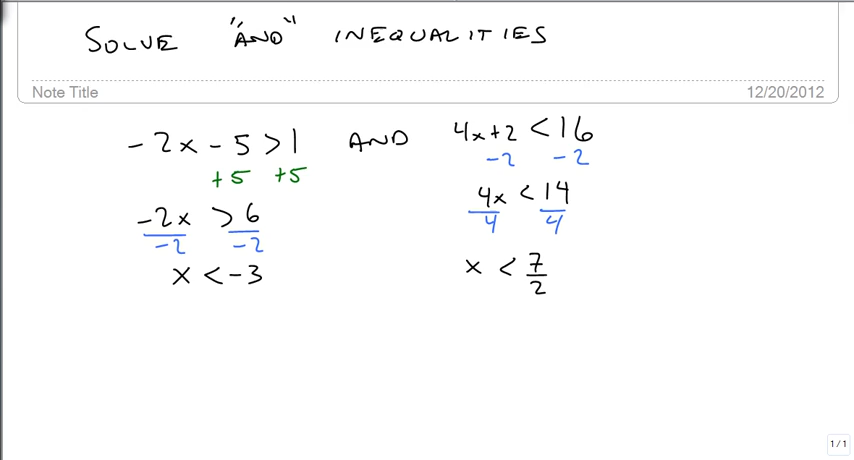 SOLVE "AND" INEQUALITIES
Note Title
12/20/2012
-2x - 5 > 1 AND 4x+2 < 16
+5 +5 -2 -2
-2x > 6 4x < 14
-2 -2 4 4
x < -3 x < 7/2
1 / 1